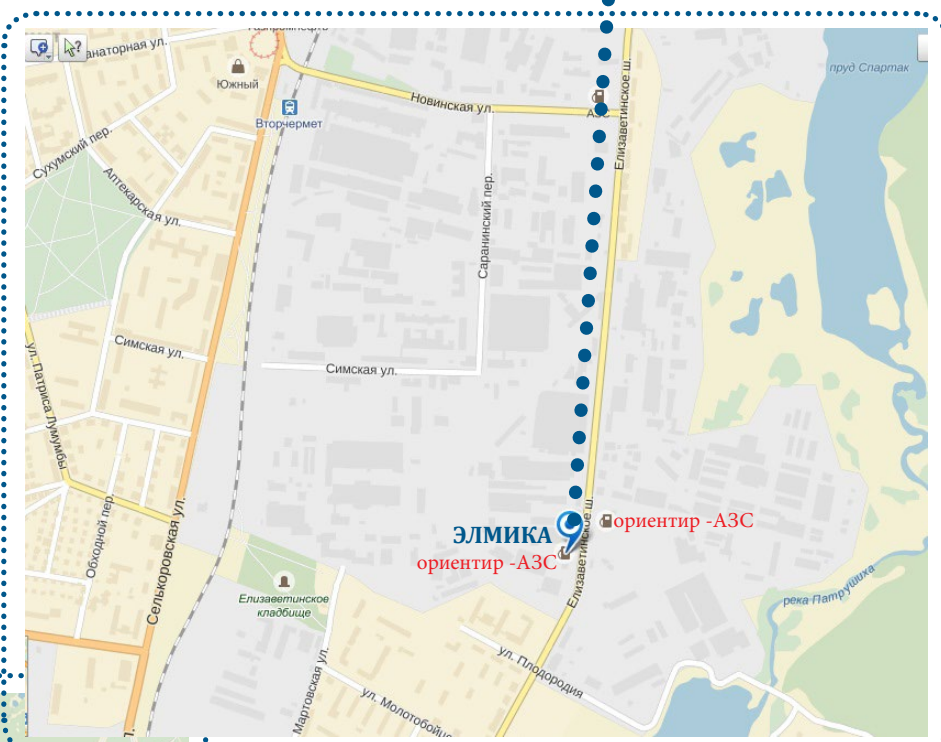 анаторная ул.
Южный
пруд Спартак
Новинская ул.
АЗС
Вторчермет
Елизаветинское ш.
Сухумский пер.
Аптекарская ул.
Саранинский пер.
Симская ул.
Симская ул.
ул. Патриса Лумумбы
Обходной пер.
Селькоровская ул.
ЭЛМИКА
ориентир -АЗС
ориентир -АЗС
Елизаветинское ш.
Елизаветинское
кладбище
река Патрушиха
ул. Плодородия
Мартовская ул.
ул. Молотобойце